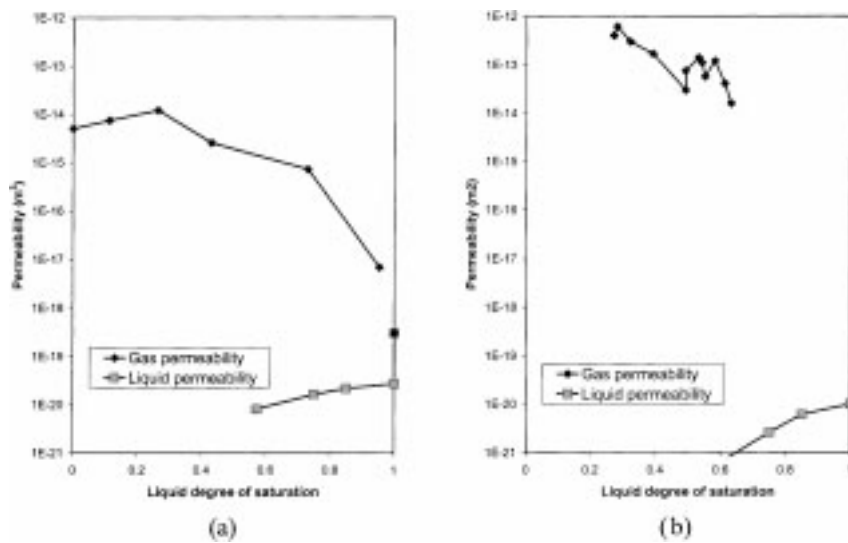 1E-12
1E-13
1E-14
1E-15
1E-16
1E-17
1E-18
1E-19
1E-20
1E-21
Permeability (m²)
Gas permeability
Liquid permeability
0 0.2 0.4 0.6 0.8 1
Liquid degree of saturation
(a)
1E-12
1E-13
1E-14
1E-15
1E-16
1E-17
1E-18
1E-19
1E-20
1E-21
Permeability (m2)
Gas permeability
Liquid permeability
0 0.2 0.4 0.6 0.8
Liquid degree of saturation
(b)